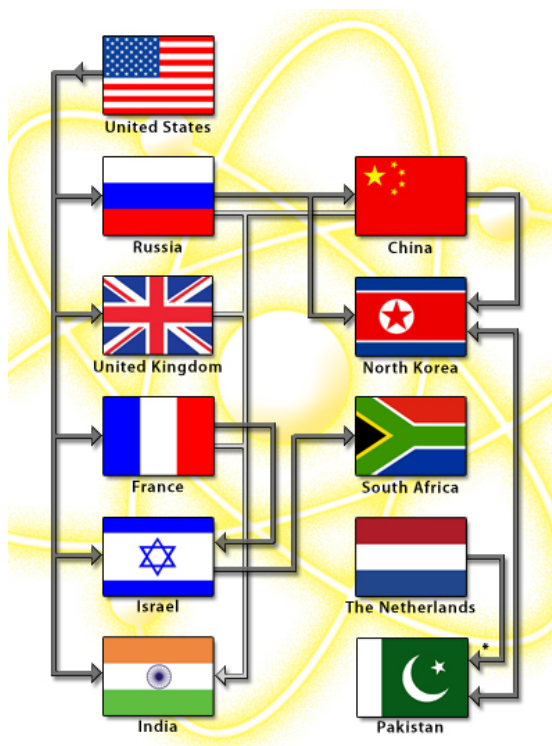 United States
Russia
China
United Kingdom
North Korea
France
South Africa
Israel
The Netherlands
*
India
Pakistan